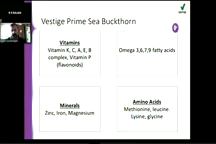 Vestige Prime Sea Buckthorn
Vitamins
Vitamin K, C, A, E, B
complex, Vitamin P
(flavonoids)
Omega 3,6,7,9 fatty acids
Minerals
Zinc, Iron, Magnesium
Amino Acids
Methionine, leucine
Lysine, glycine